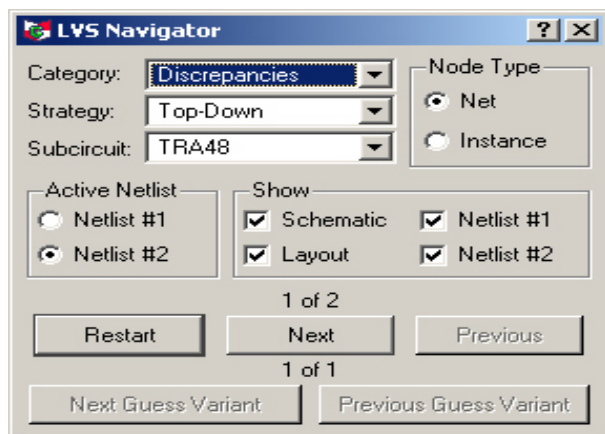 LVS Navigator
Category: Discrepancies
Strategy: Top-Down
Subcircuit: TRA48
Node Type
Net
Instance
Active Netlist
Netlist #1
Netlist #2
Show
Schematic Netlist #1
Layout Netlist #2
1 of 2
Restart Next Previous
1 of 1
Next Guess Variant Previous Guess Variant